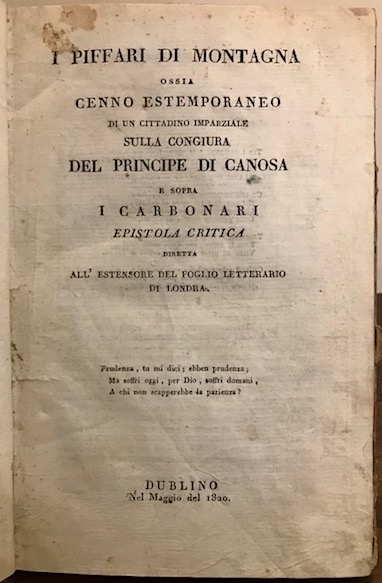 I PIFFARI DI MONTAGNA
OSSIA
CENNO ESTEMPORANEO
DI UN CITTADINO IMPARZIALE
SULLA CONGIURA
DEL PRINCIPE DI CANOSA
E SOPRA
I CARBONARI
EPISTOLA CRITICA
DIRETTA
ALL' ESTENSORE DEL FOGLIO LETTERARIO
DI LONDRA.
Prudenza, tu mi dici; ebben prudenza;
Ma soffri oggi, per Dio, soffri domani,
A chi non scapperebbe la pazienza?
DUBLINO
Nel Maggio del 1820.